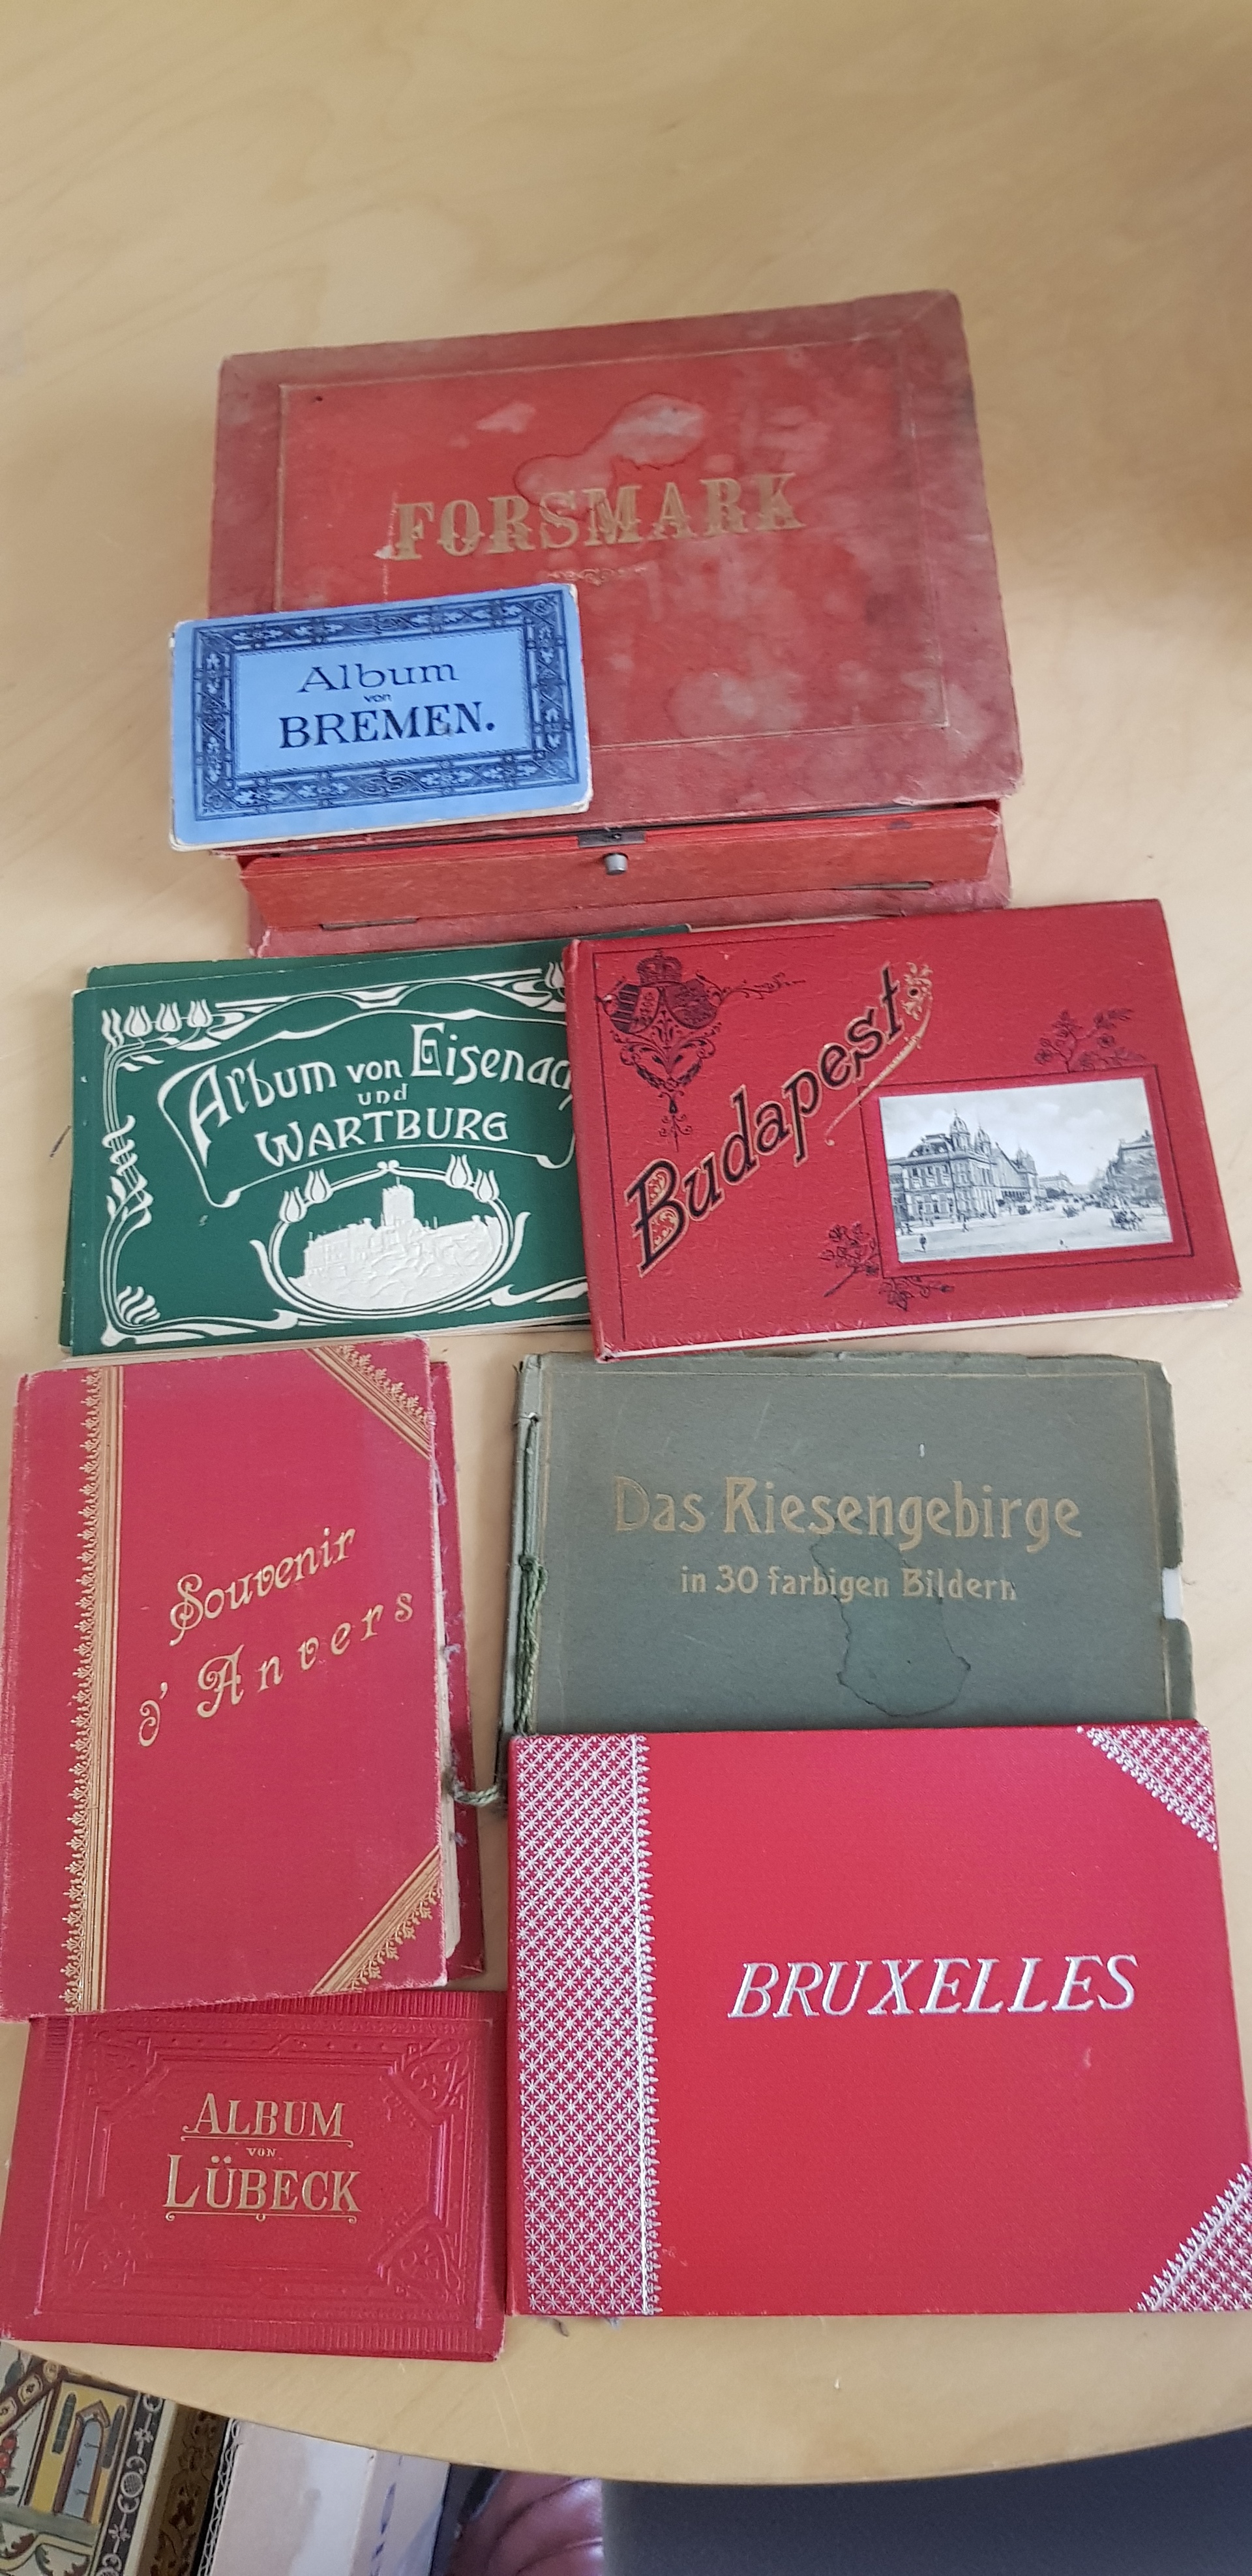 FORSMARK
Album
von
BREMEN.
Album von Eisenac
und
WARTBURG
Budapest
Souvenir
d' Anvers
Das Riesengebirge
in 30 farbigen Bildern
BRUXELLES
ALBUM
VON
LÜBECK